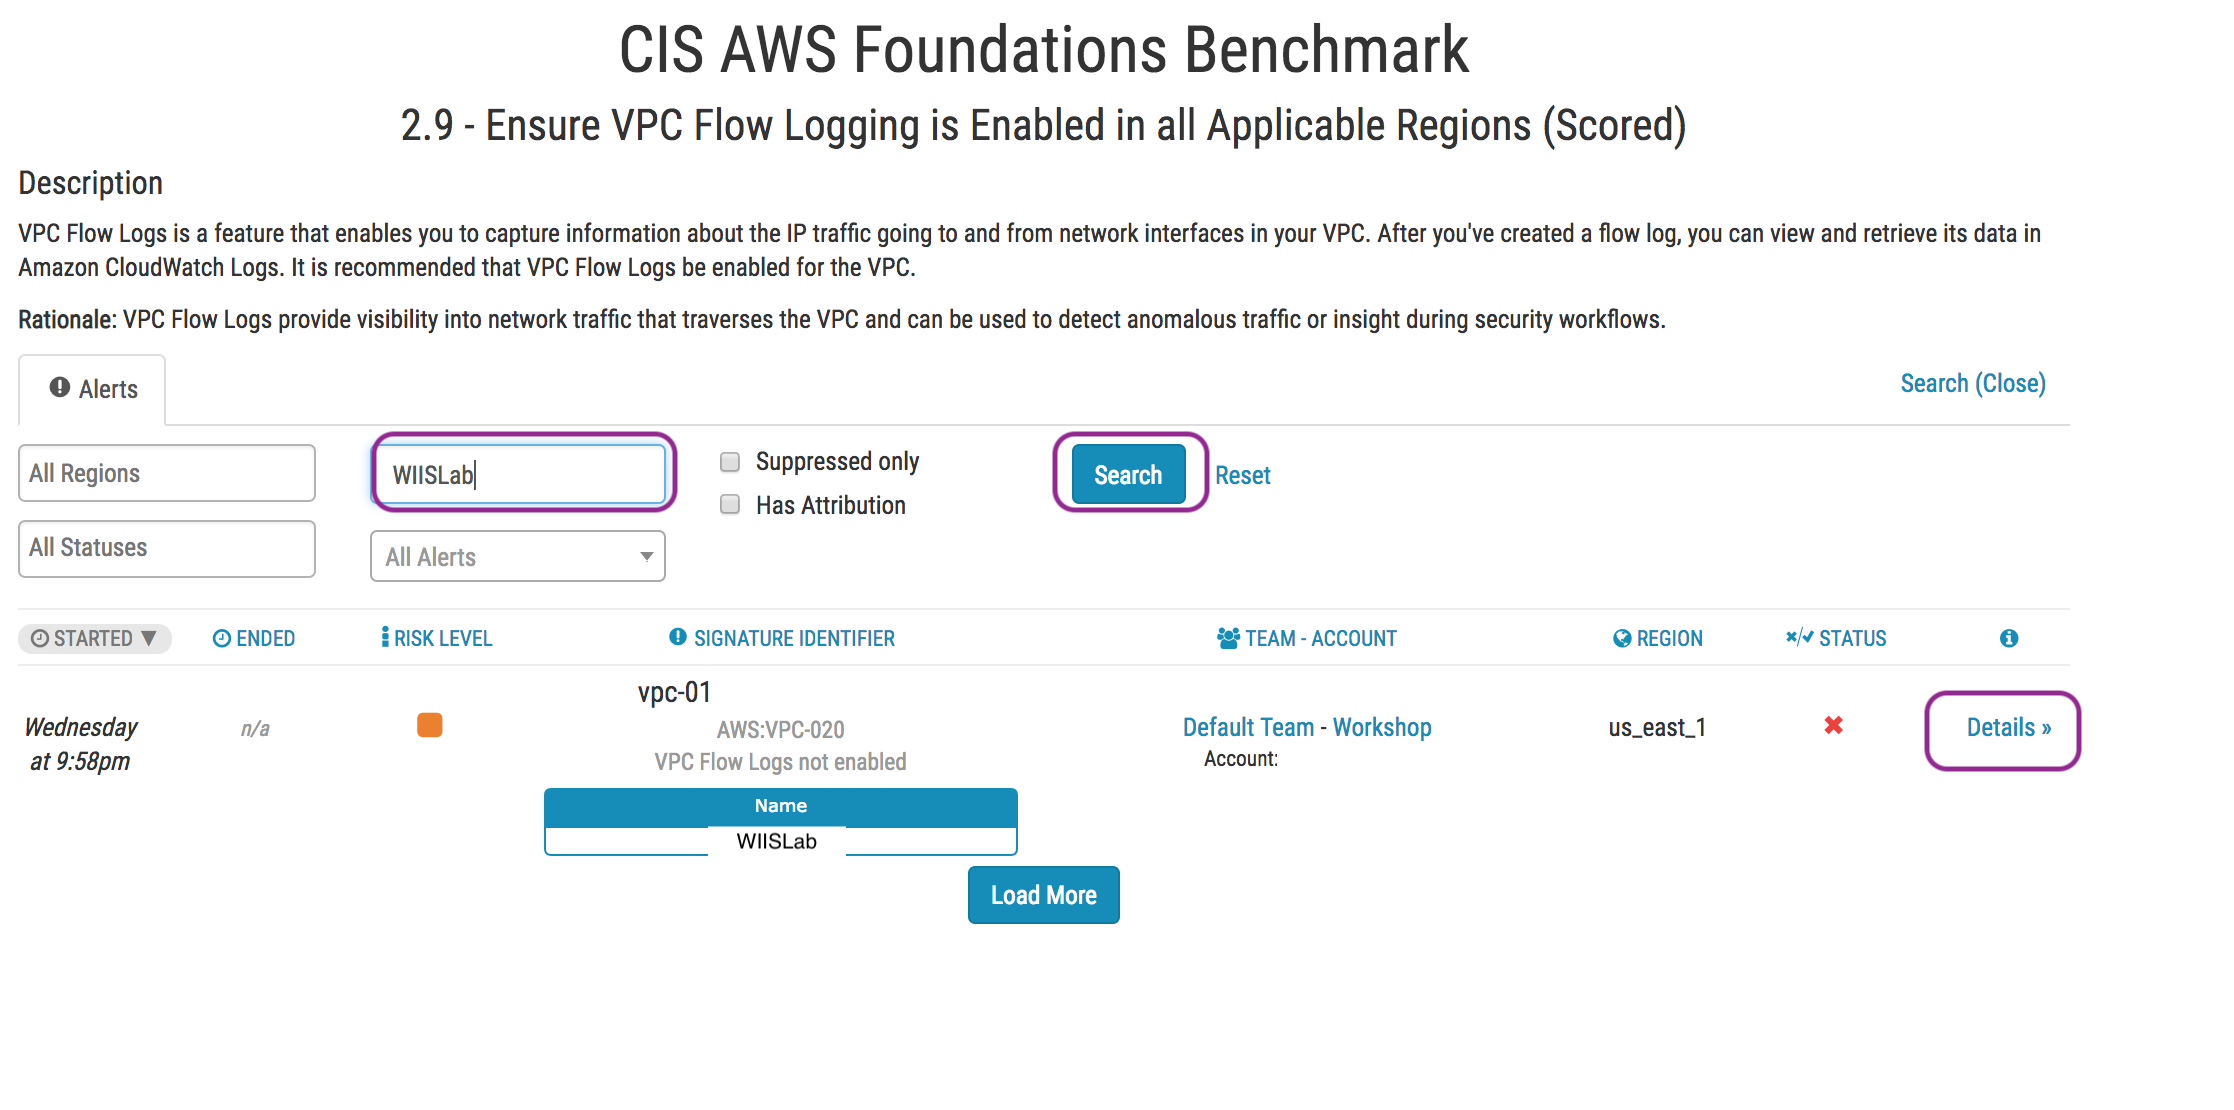 CIS AWS Foundations Benchmark
2.9 - Ensure VPC Flow Logging is Enabled in all Applicable Regions (Scored)
Description
VPC Flow Logs is a feature that enables you to capture information about the IP traffic going to and from network interfaces in your VPC. After you've created a flow log, you can view and retrieve its data in
Amazon CloudWatch Logs. It is recommended that VPC Flow Logs be enabled for the VPC.
Rationale: VPC Flow Logs provide visibility into network traffic that traverses the VPC and can be used to detect anomalous traffic or insight during security workflows.
Alerts
Search (Close)
All Regions
WIISLab
Suppressed only
Search
Reset
Has Attribution
All Statuses
All Alerts
STARTED ▼ ENDED RISK LEVEL SIGNATURE IDENTIFIER TEAM - ACCOUNT REGION STATUS
vpc-01
Wednesday n/a AWS:VPC-020 Default Team - Workshop us_east_1 Details »
at 9:58pm VPC Flow Logs not enabled Account:
Name
WIISLab
Load More